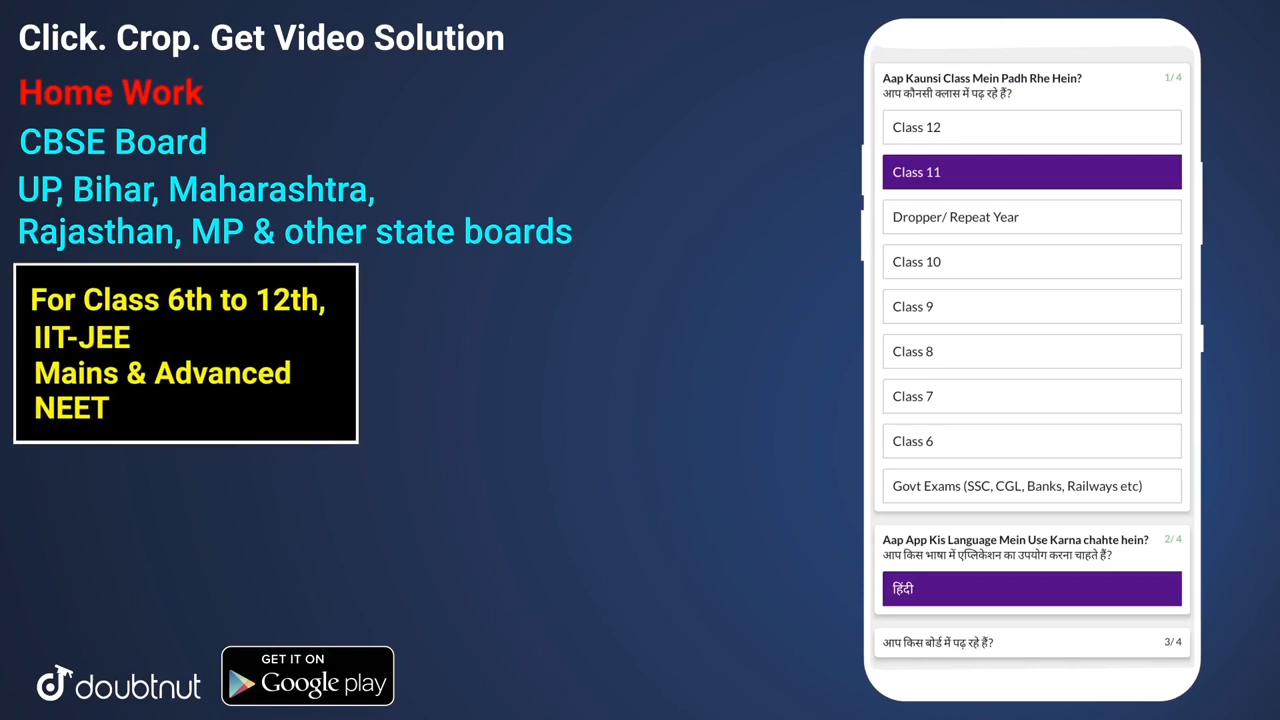 Click. Crop. Get Video Solution
Home Work
CBSE Board
UP, Bihar, Maharashtra,
Rajasthan, MP & other state boards
For Class 6th to 12th,
IIT-JEE
Mains & Advanced
NEET
doubtnut
GET IT ON
Google play
Aap Kaunsi Class Mein Padh Rhe Hein? 1/4
आप कौनसी क्लास में पढ़ रहे हैं?
Class 12
Class 11
Dropper/ Repeat Year
Class 10
Class 9
Class 8
Class 7
Class 6
Govt Exams (SSC, CGL, Banks, Railways etc)
Aap App Kis Language Mein Use Karna chahte hein? 2/4
आप किस भाषा में एप्लिकेशन का उपयोग करना चाहते हैं?
हिंदी
आप किस बोर्ड में पढ़ रहे हैं? 3/4